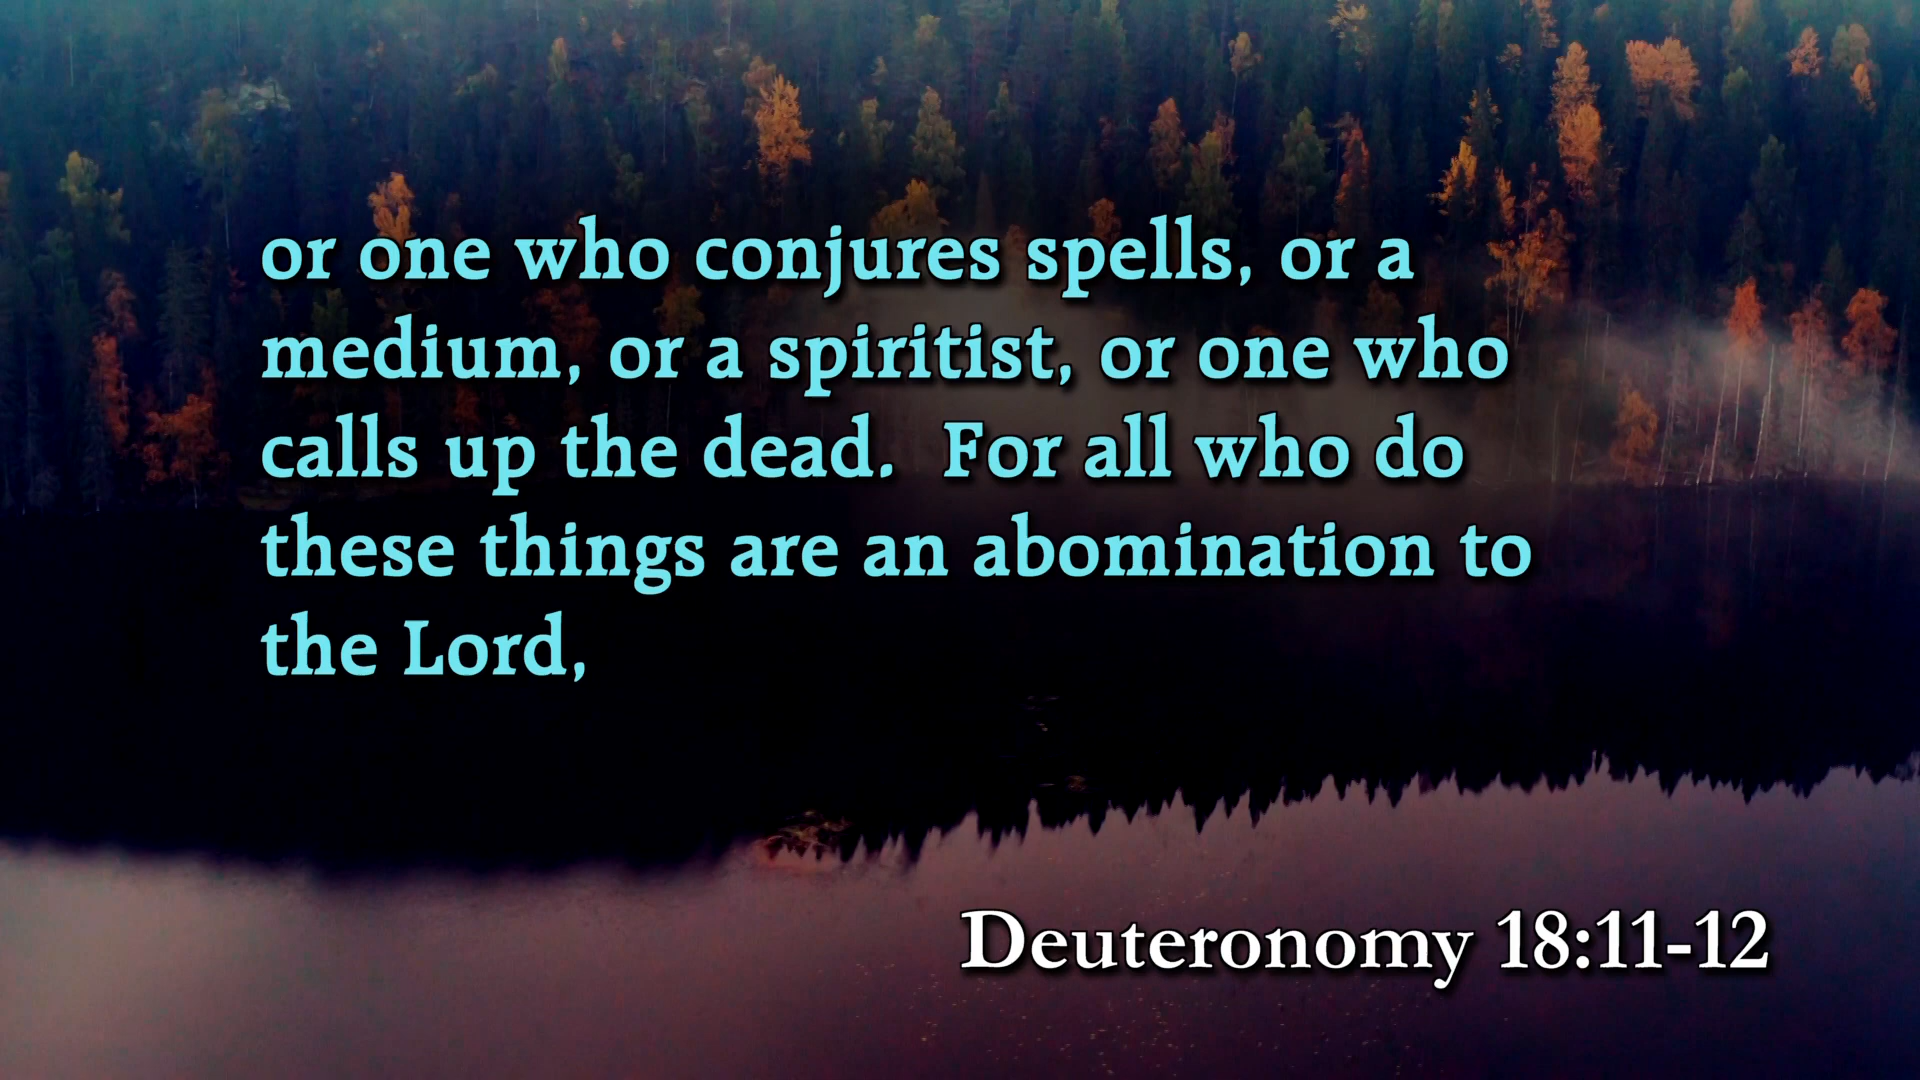 or one who conjures spells, or a
medium, or a spiritist, or one who
calls up the dead.  For all who do
these things are an abomination to
the Lord,
Deuteronomy 18:11-12